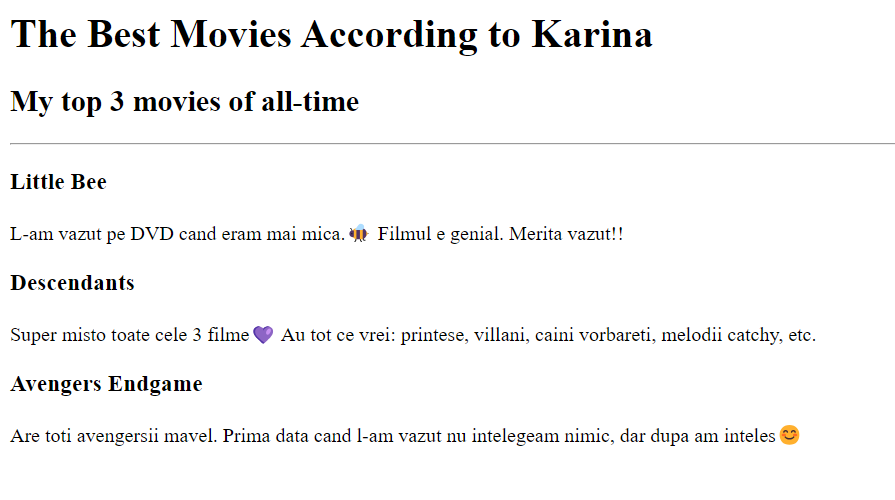 The Best Movies According to Karina
My top 3 movies of all-time
Little Bee
L-am vazut pe DVD cand eram mai mica.🐝 Filmul e genial. Merita vazut!!
Descendants
Super misto toate cele 3 filme💜 Au tot ce vrei: printese, villani, caini vorbareti, melodii catchy, etc.
Avengers Endgame
Are toti avengersii mavel. Prima data cand l-am vazut nu intelegeam nimic, dar dupa am inteles😊